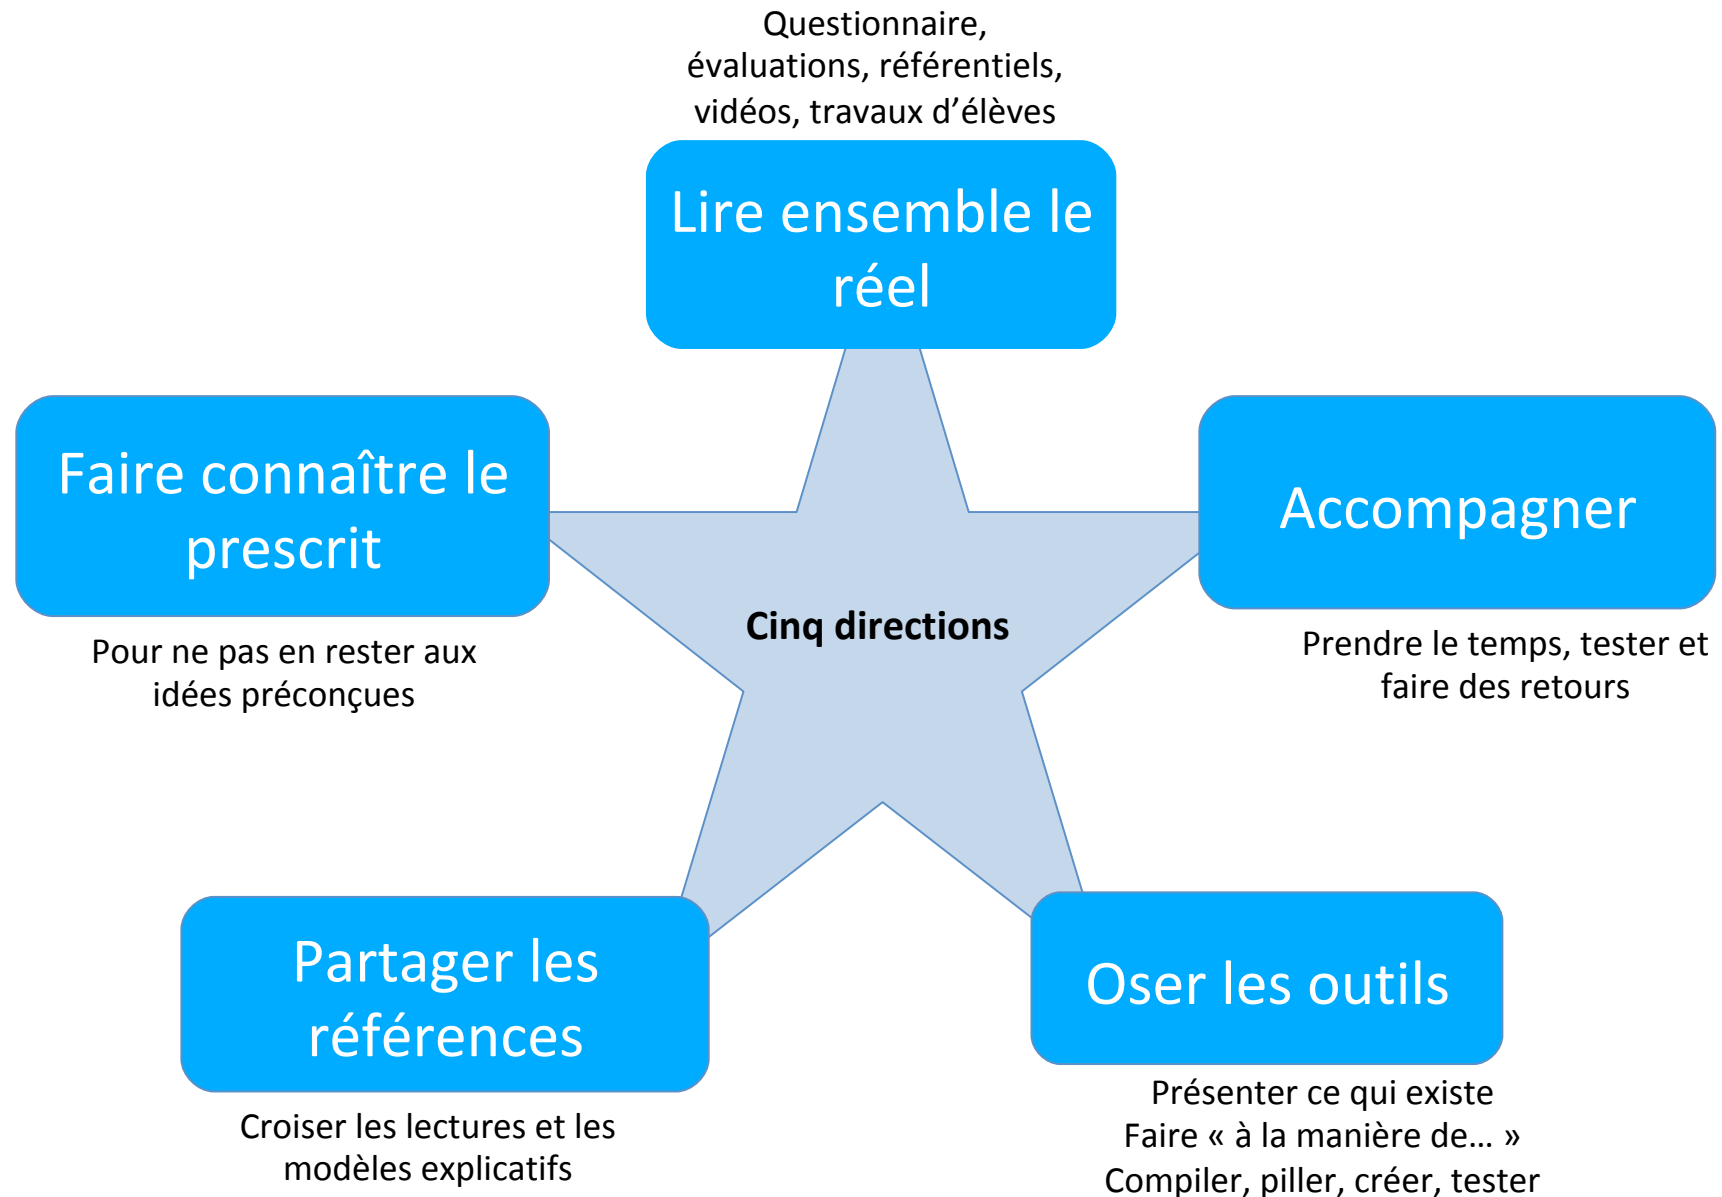 Questionnaire,
évaluations, référentiels,
vidéos, travaux d’élèves
Lire ensemble le
réel
Faire connaître le
prescrit
Pour ne pas en rester aux
idées préconçues
Accompagner
Prendre le temps, tester et
faire des retours
Cinq directions
Partager les
références
Croiser les lectures et les
modèles explicatifs
Oser les outils
Présenter ce qui existe
Faire « à la manière de… »
Compiler, piller, créer, tester